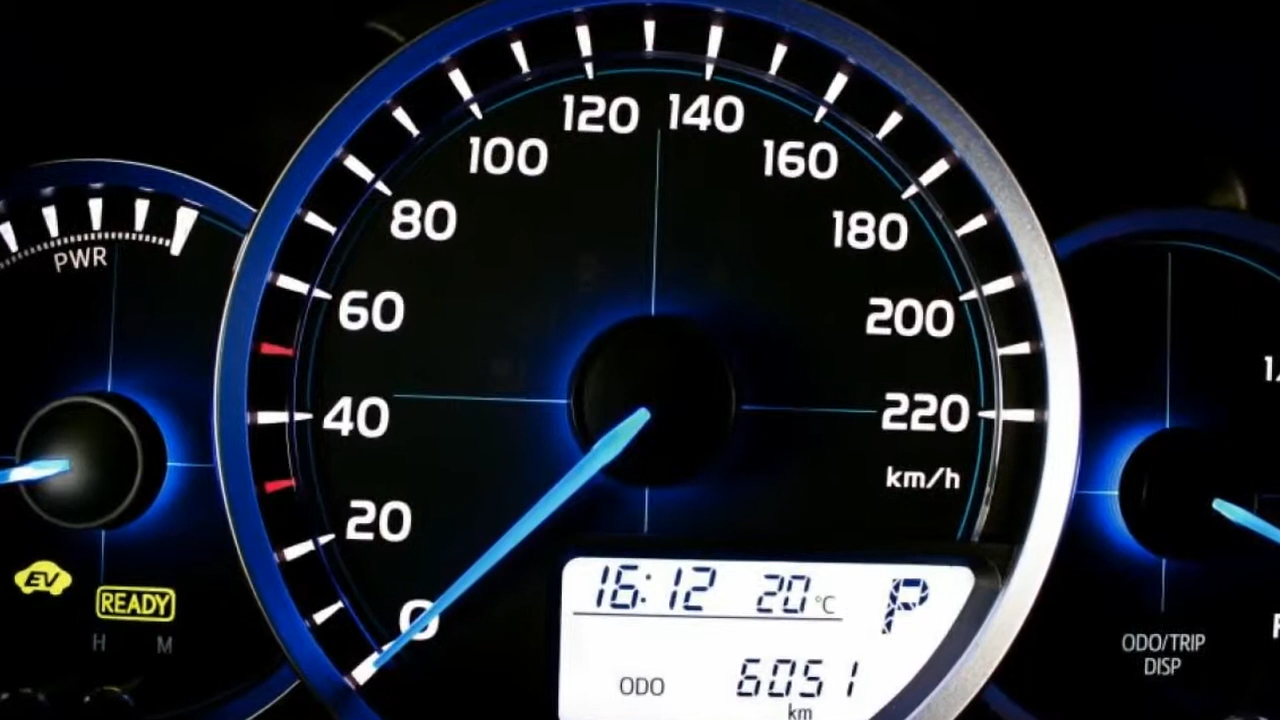 PWR
EV
READY
H M
0
20
40
60
80
100
120
140
160
180
200
220
km/h
16:12 20°C P
ODO 6051
km
ODO/TRIP
DISP